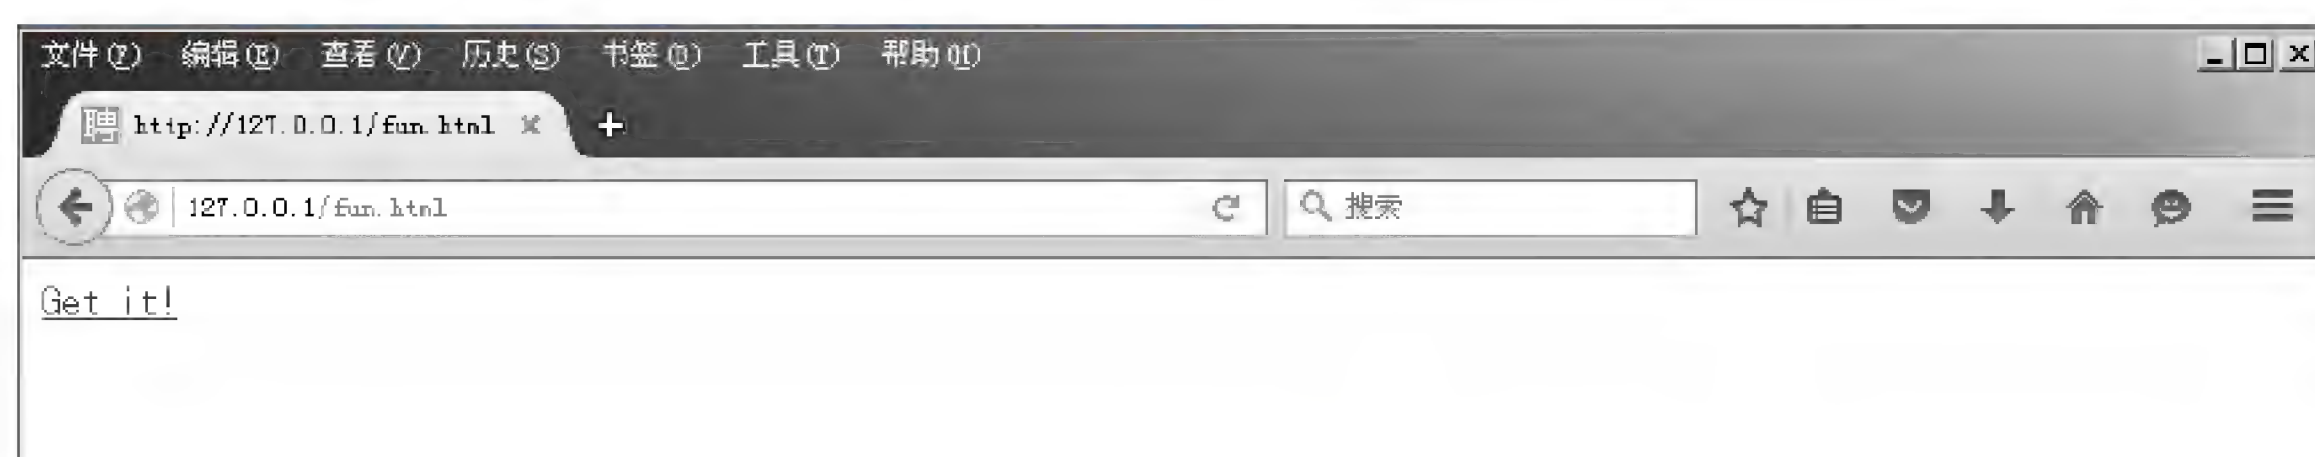 文件(F) 编辑(E) 查看(V) 历史(S) 书签(B) 工具(T) 帮助(H)
聘 http://127.0.0.1/fun.html
127.0.0.1/fun.html 搜索
Get it!